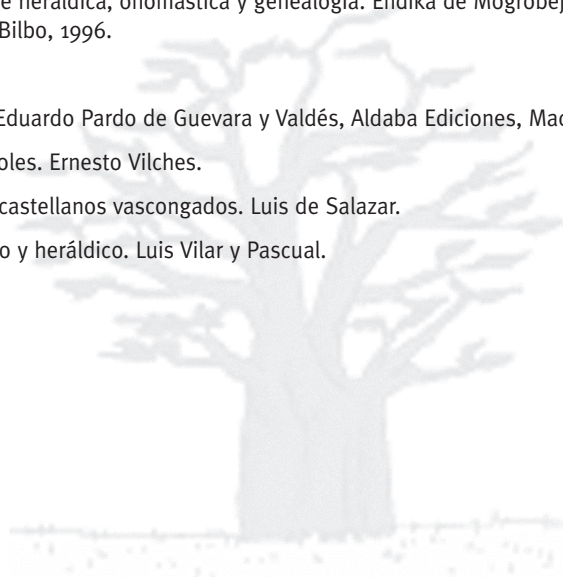 e heráldica, onomástica y genealogía. Endika de Mogrobej
Bilbo, 1996.
Eduardo Pardo de Guevara y Valdés, Aldaba Ediciones, Mad
oles. Ernesto Vilches.
castellanos vascongados. Luis de Salazar.
o y heráldico. Luis Vilar y Pascual.